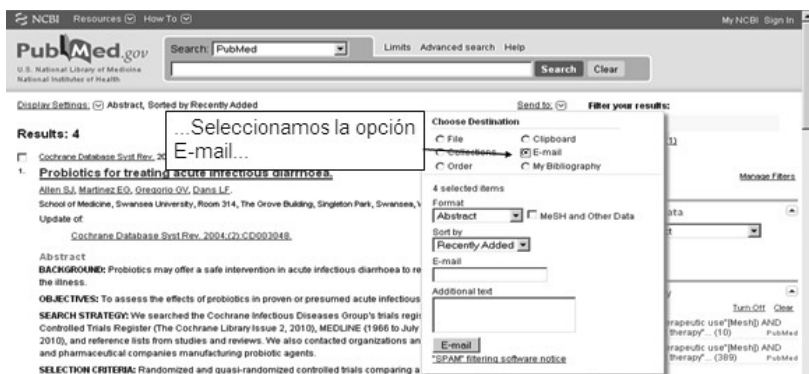 NCBI Resources How To My NCBI Sign In
PubMed.gov
U.S. National Library of Medicine
National Institutes of Health
Search: PubMed Limits Advanced search Help
Search Clear
Display Settings: Abstract, Sorted by Recently Added Send to: Filter your results:
...Seleccionamos la opción
E-mail...
Results: 4
Choose Destination
File Clipboard
Collections E-mail
Order My Bibliography
(1)
Manage Filters
Cochrane Database Syst Rev. 20
1. Probiotics for treating acute infectious diarrhoea.
Allen SJ, Martinez EG, Gregorio GV, Dans LF.
School of Medicine, Swansea University, Room 314, The Grove Building, Singleton Park, Swansea,
Update of:
Cochrane Database Syst Rev. 2004;(2):CD003048.
Abstract
BACKGROUND: Probiotics may offer a safe intervention in acute infectious diarrhoea to re
the illness.
OBJECTIVES: To assess the effects of probiotics in proven or presumed acute infectious
SEARCH STRATEGY: We searched the Cochrane Infectious Diseases Group's trials regis
Controlled Trials Register (The Cochrane Library Issue 2, 2010), MEDLINE (1966 to July
2010), and reference lists from studies and reviews. We also contacted organizations an
and pharmaceutical companies manufacturing probiotic agents.
SELECTION CRITERIA: Randomized and quasi-randomized controlled trials comparing a
4 selected items
Format
Abstract MeSH and Other Data
Sort by
Recently Added
E-mail
Additional text
E-mail
"SPAM" filtering software notice
ata
t
y
Turn Off Clear
erapeutic use"[Mesh]) AND
therapy"... (10) PubMed
erapeutic use"[Mesh]) AND
therapy"... (389) PubMed